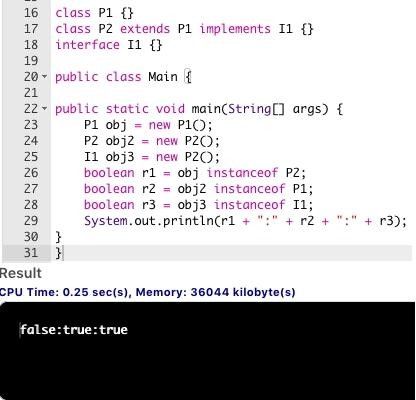 16 class P1 {}
17 class P2 extends P1 implements I1 {}
18 interface I1 {}
19
20 public class Main {
21
22 public static void main(String[] args) {
23     P1 obj = new P1();
24     P2 obj2 = new P2();
25     I1 obj3 = new P2();
26     boolean r1 = obj instanceof P2;
27     boolean r2 = obj2 instanceof P1;
28     boolean r3 = obj3 instanceof I1;
29     System.out.println(r1 + ":" + r2 + ":" + r3);
30 }
31 }
Result
CPU Time: 0.25 sec(s), Memory: 36044 kilobyte(s)
false:true:true